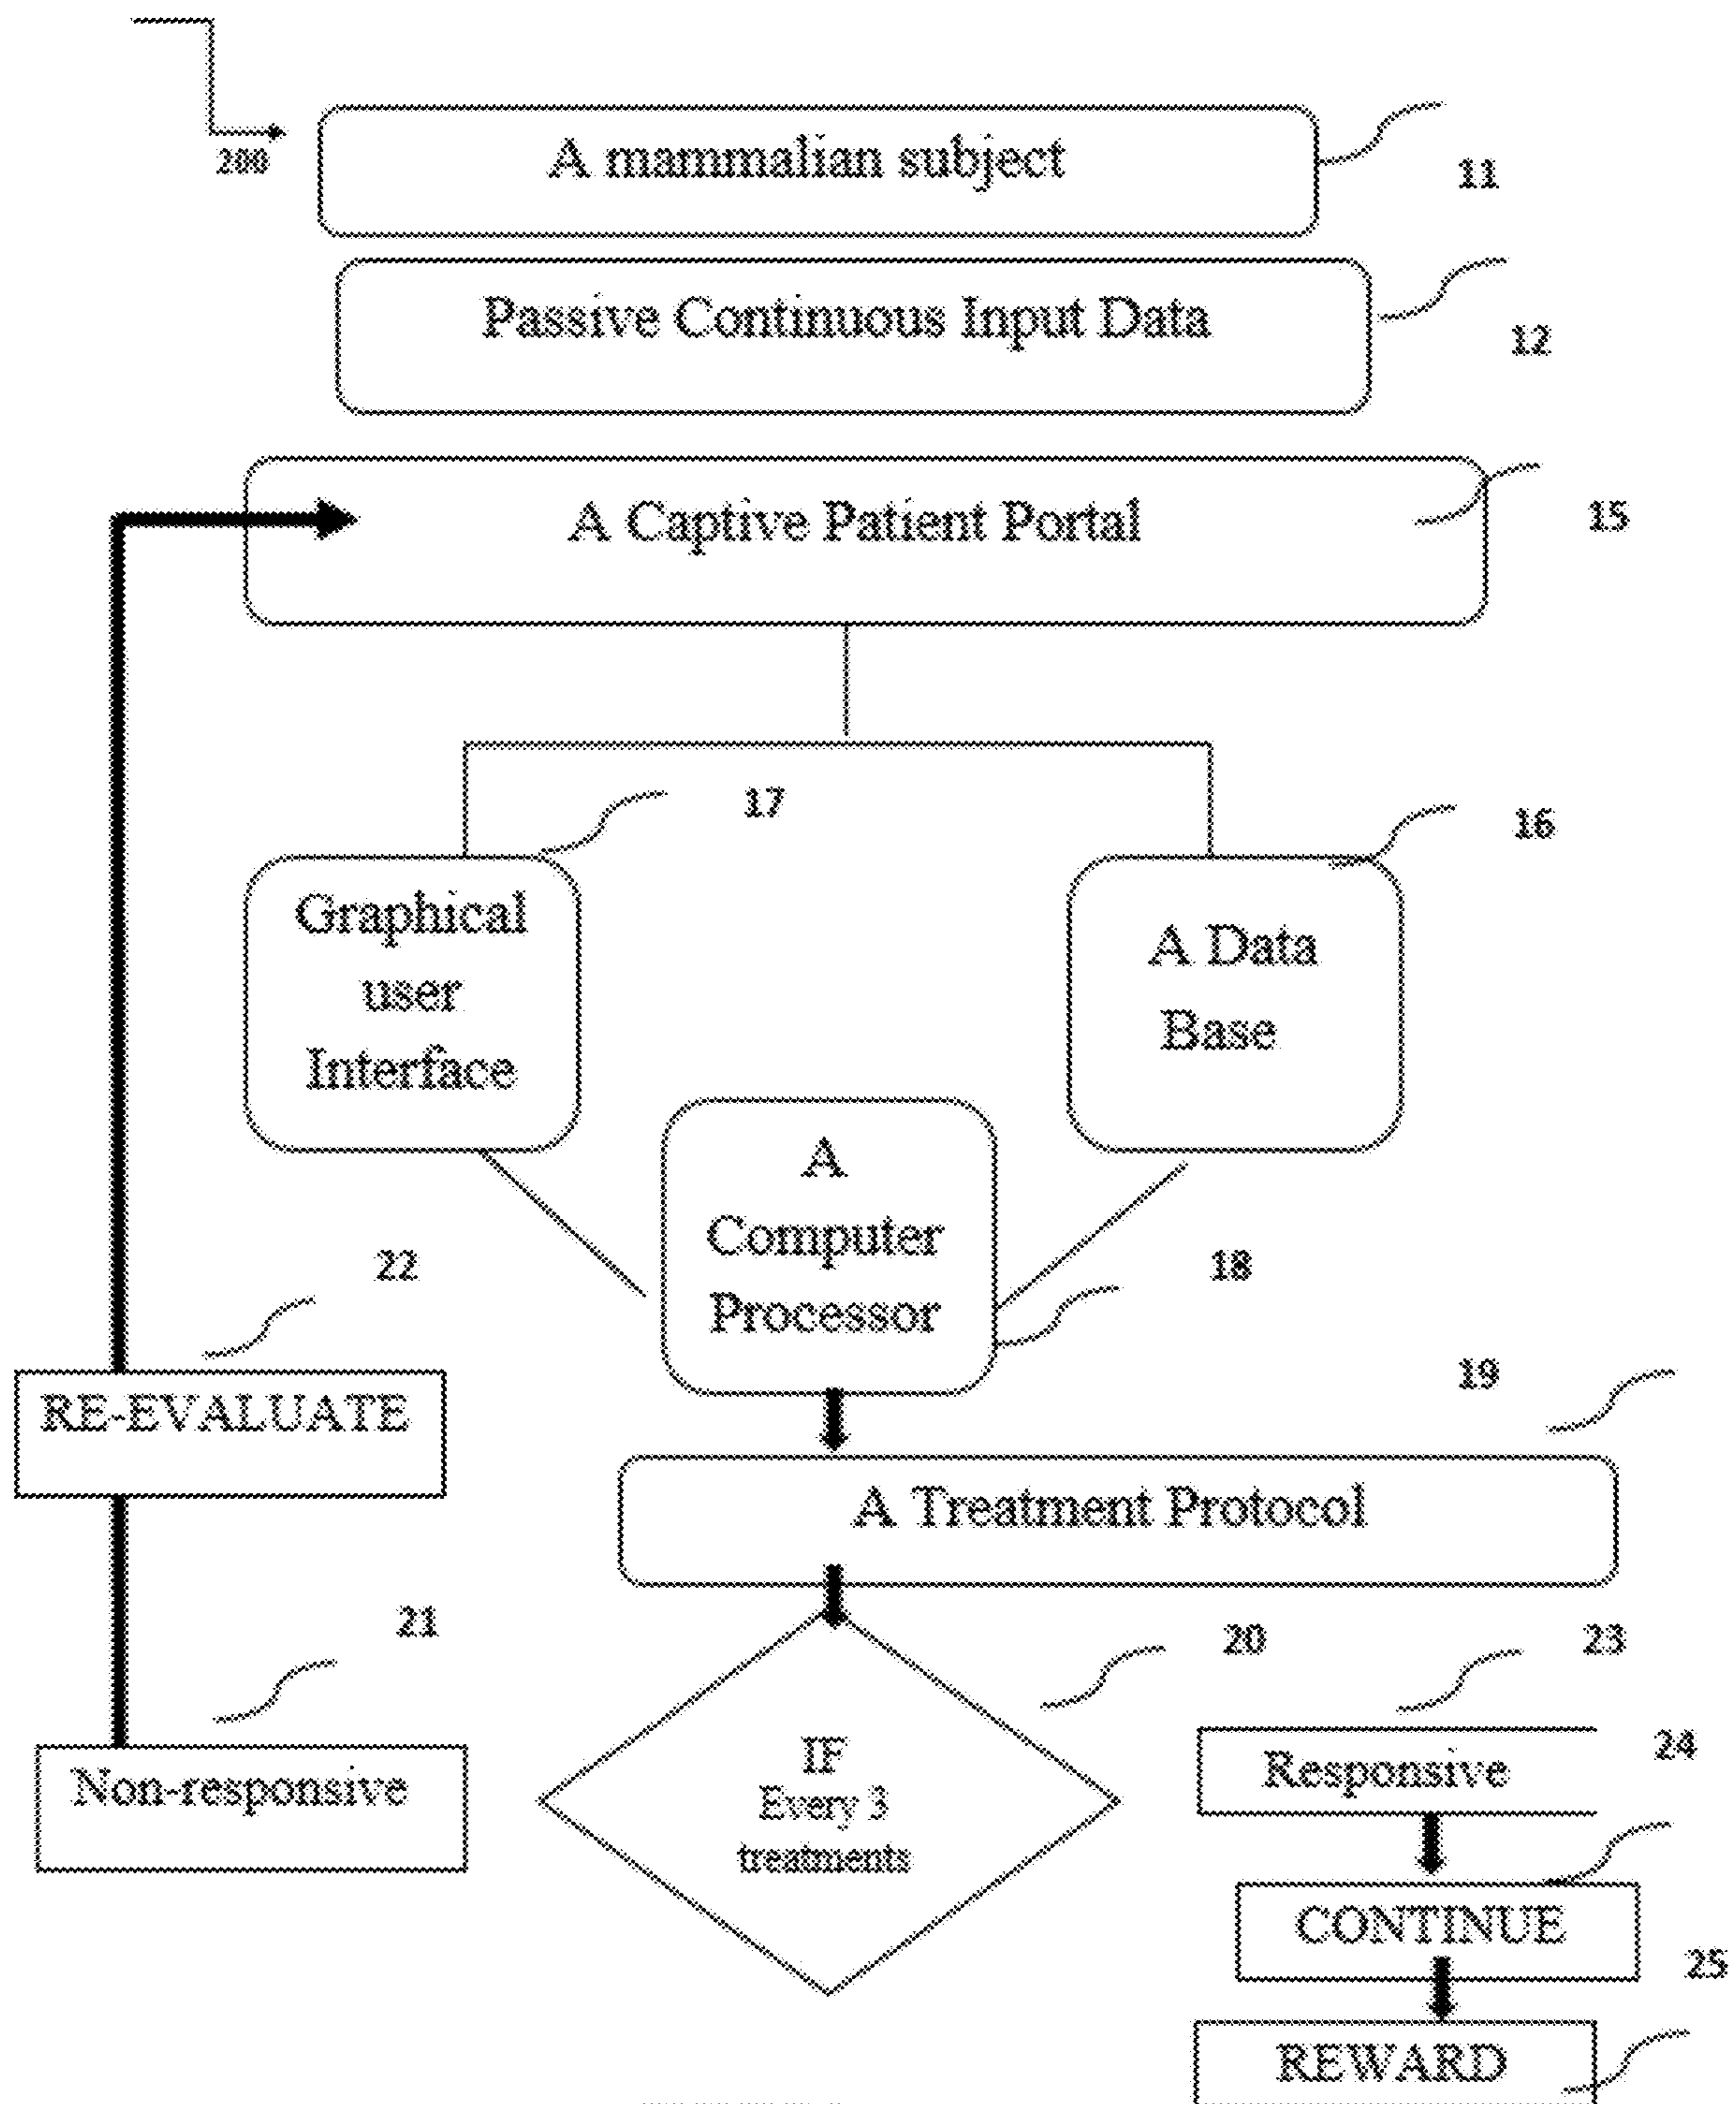 200
A mammalian subject
11
Passive Continuous Input Data
12
A Captive Patient Portal
15
17
16
Graphical
user
Interface
A Data
Base
A
Computer
Processor
18
22
RE-EVALUATE
19
A Treatment Protocol
21
Non-responsive
20
IF
Every 3
treatments
23
Responsive
24
CONTINUE
25
REWARD